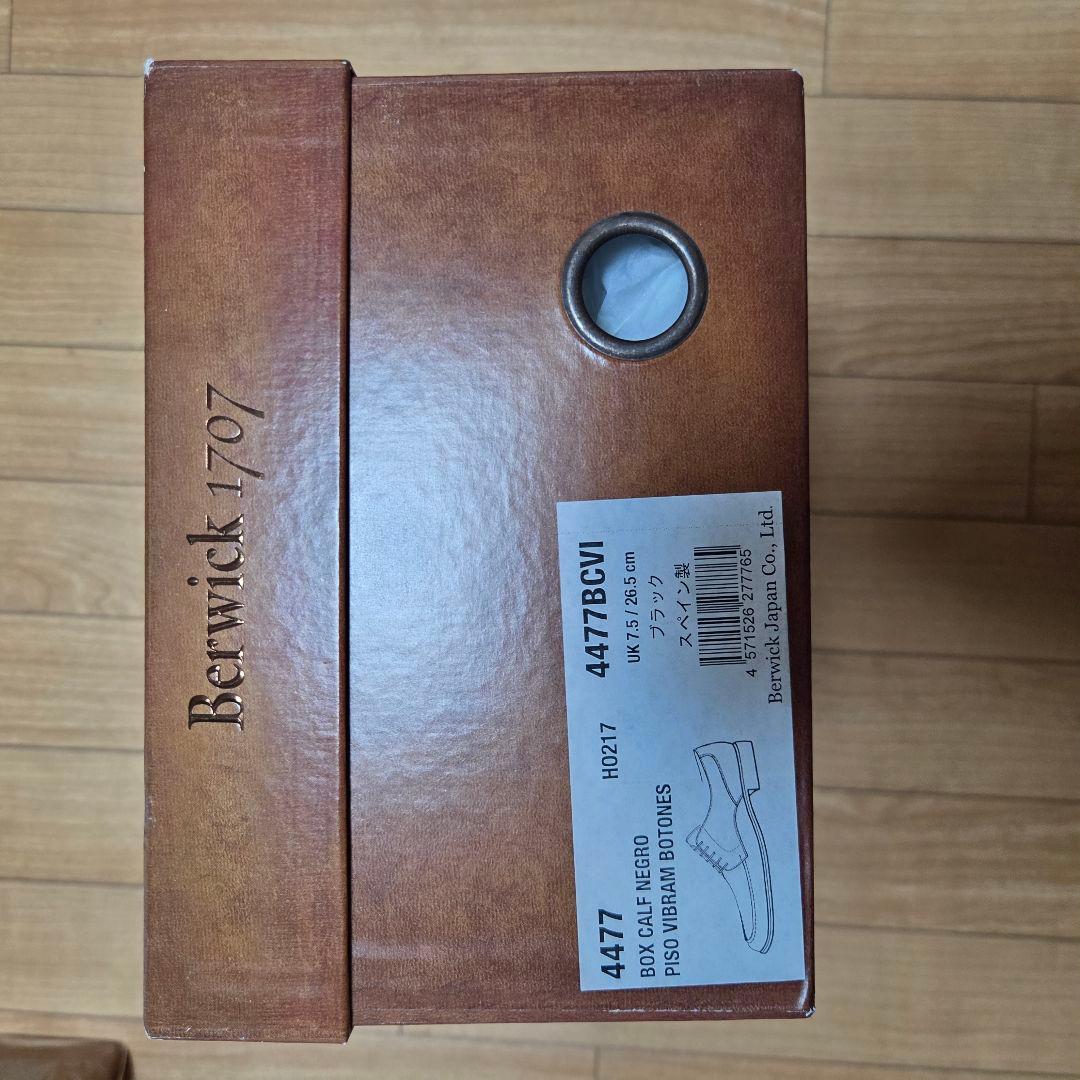 Berwick 1707
4477 H0217 4477BCVI
BOX CALF NEGRO UK 7.5 / 26.5 cm
PISO VIBRAM BOTONES ブラック
スペイン製
4 571526 277765
Berwick Japan Co., Ltd.